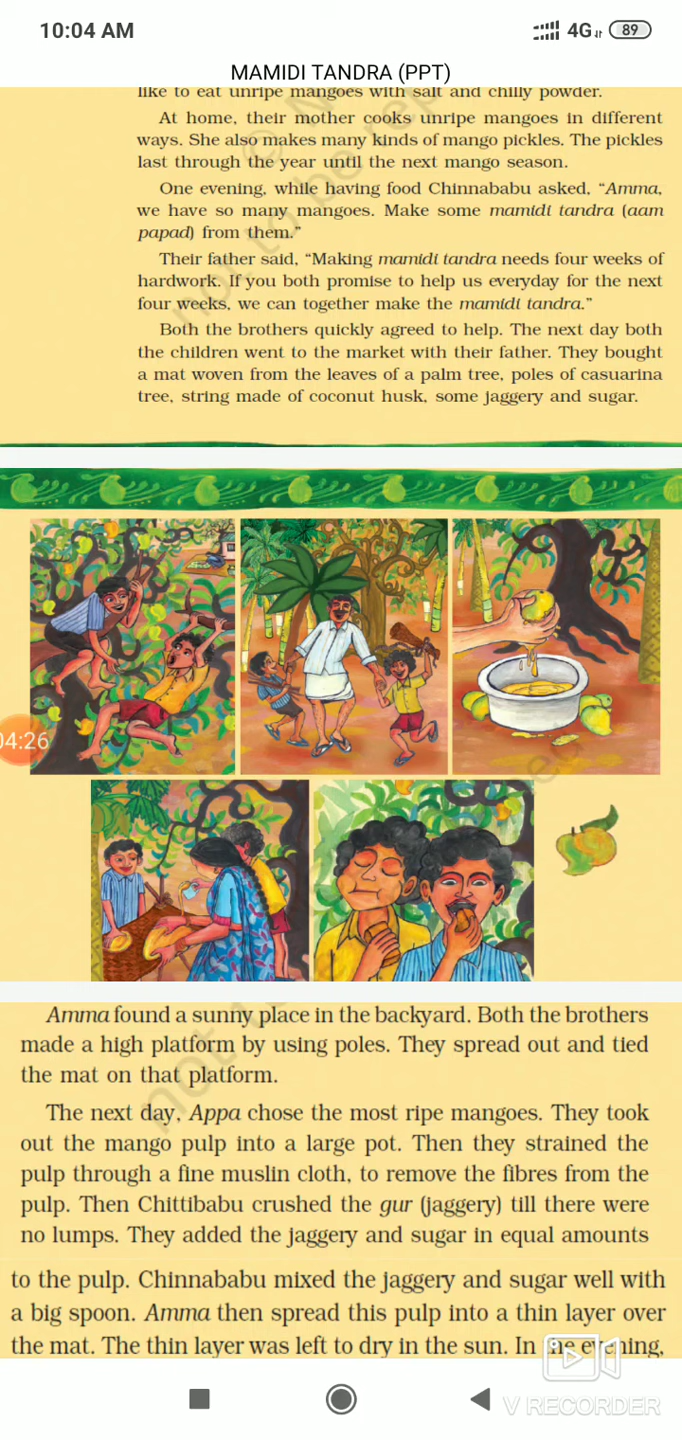 10:04 AM
4G
89
MAMIDI TANDRA (PPT)
like to eat unripe mangoes with salt and chilly powder.
At home, their mother cooks unripe mangoes in different
ways. She also makes many kinds of mango pickles. The pickles
last through the year until the next mango season.
One evening, while having food Chinnababu asked, “Amma,
we have so many mangoes. Make some mamidi tandra (aam
papad) from them.”
Their father said, “Making mamidi tandra needs four weeks of
hardwork. If you both promise to help us everyday for the next
four weeks, we can together make the mamidi tandra.”
Both the brothers quickly agreed to help. The next day both
the children went to the market with their father. They bought
a mat woven from the leaves of a palm tree, poles of casuarina
tree, string made of coconut husk, some jaggery and sugar.
04:26
Amma found a sunny place in the backyard. Both the brothers
made a high platform by using poles. They spread out and tied
the mat on that platform.
The next day, Appa chose the most ripe mangoes. They took
out the mango pulp into a large pot. Then they strained the
pulp through a fine muslin cloth, to remove the fibres from the
pulp. Then Chittibabu crushed the gur (jaggery) till there were
no lumps. They added the jaggery and sugar in equal amounts
to the pulp. Chinnababu mixed the jaggery and sugar well with
a big spoon. Amma then spread this pulp into a thin layer over
the mat. The thin layer was left to dry in the sun. In the evening,
V RECORDER